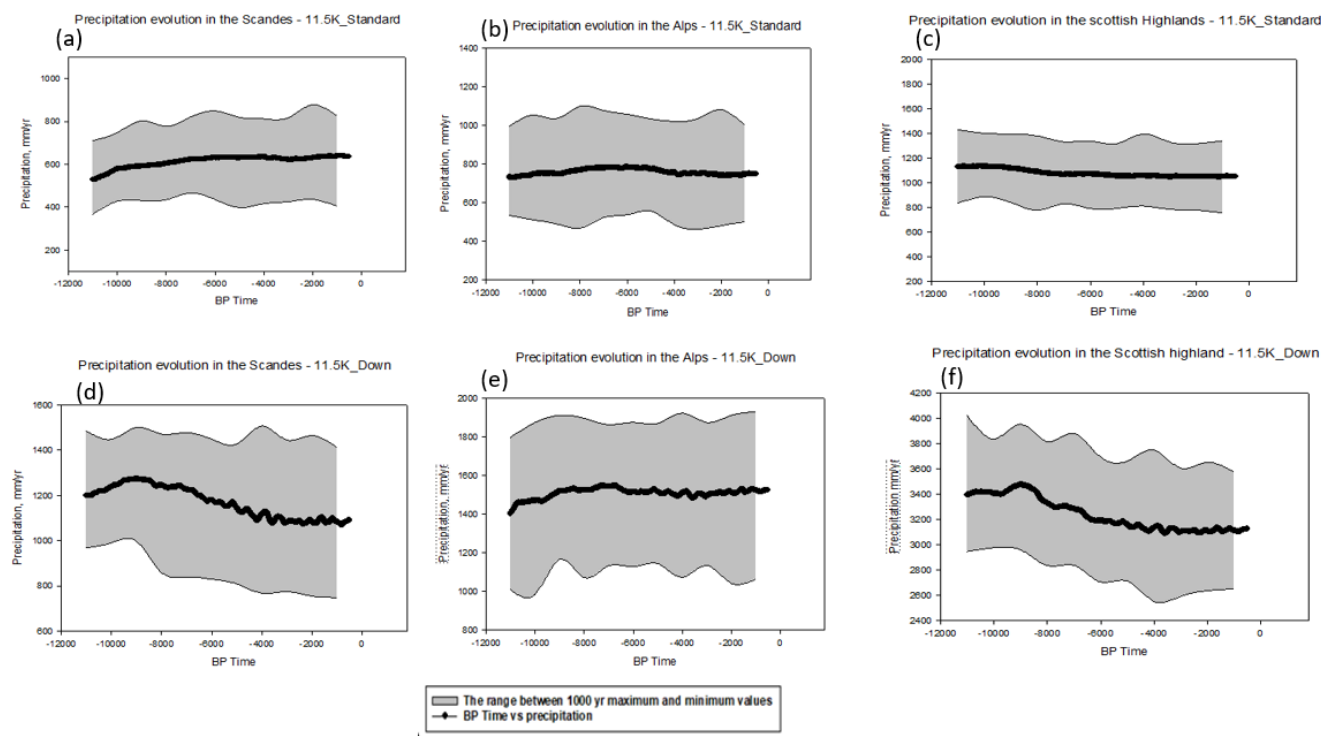 Precipitation evolution in the Scandes - 11.5K_Standard
(a)
Precipitation, mm/yr
1000
800
600
400
200
-12000 -10000 -8000 -6000 -4000 -2000 0
BP Time
Precipitation evolution in the Alps - 11.5K_Standard
(b)
Precipitation, mm/yr
1400
1200
1000
800
600
400
200
-12000 -10000 -8000 -6000 -4000 -2000 0
BP Time
Precipitation evolution in the scottish Highlands - 11.5K_Standard
(c)
Precipitation, mm/yr
2000
1800
1600
1400
1200
1000
800
600
400
200
-12000 -10000 -8000 -6000 -4000 -2000 0
BP Time
Precipitation evolution in the Scandes - 11.5K_Down
(d)
Precipitation, mm/yr
1600
1400
1200
1000
800
600
-12000 -10000 -8000 -6000 -4000 -2000 0
BP Time
Precipitation evolution in the Alps - 11.5K_Down
(e)
Precipitation, mm/yr
2000
1800
1600
1400
1200
1000
800
-12000 -10000 -8000 -6000 -4000 -2000 0
BP Time
Precipitation evolution in the Scottish highland - 11.5K_Down
(f)
Precipitation mm/yr
4200
4000
3800
3600
3400
3200
3000
2800
2600
2400
-12000 -10000 -8000 -6000 -4000 -2000 0
BP Time
The range between 1000 yr maximum and minimum values
BP Time vs precipitation